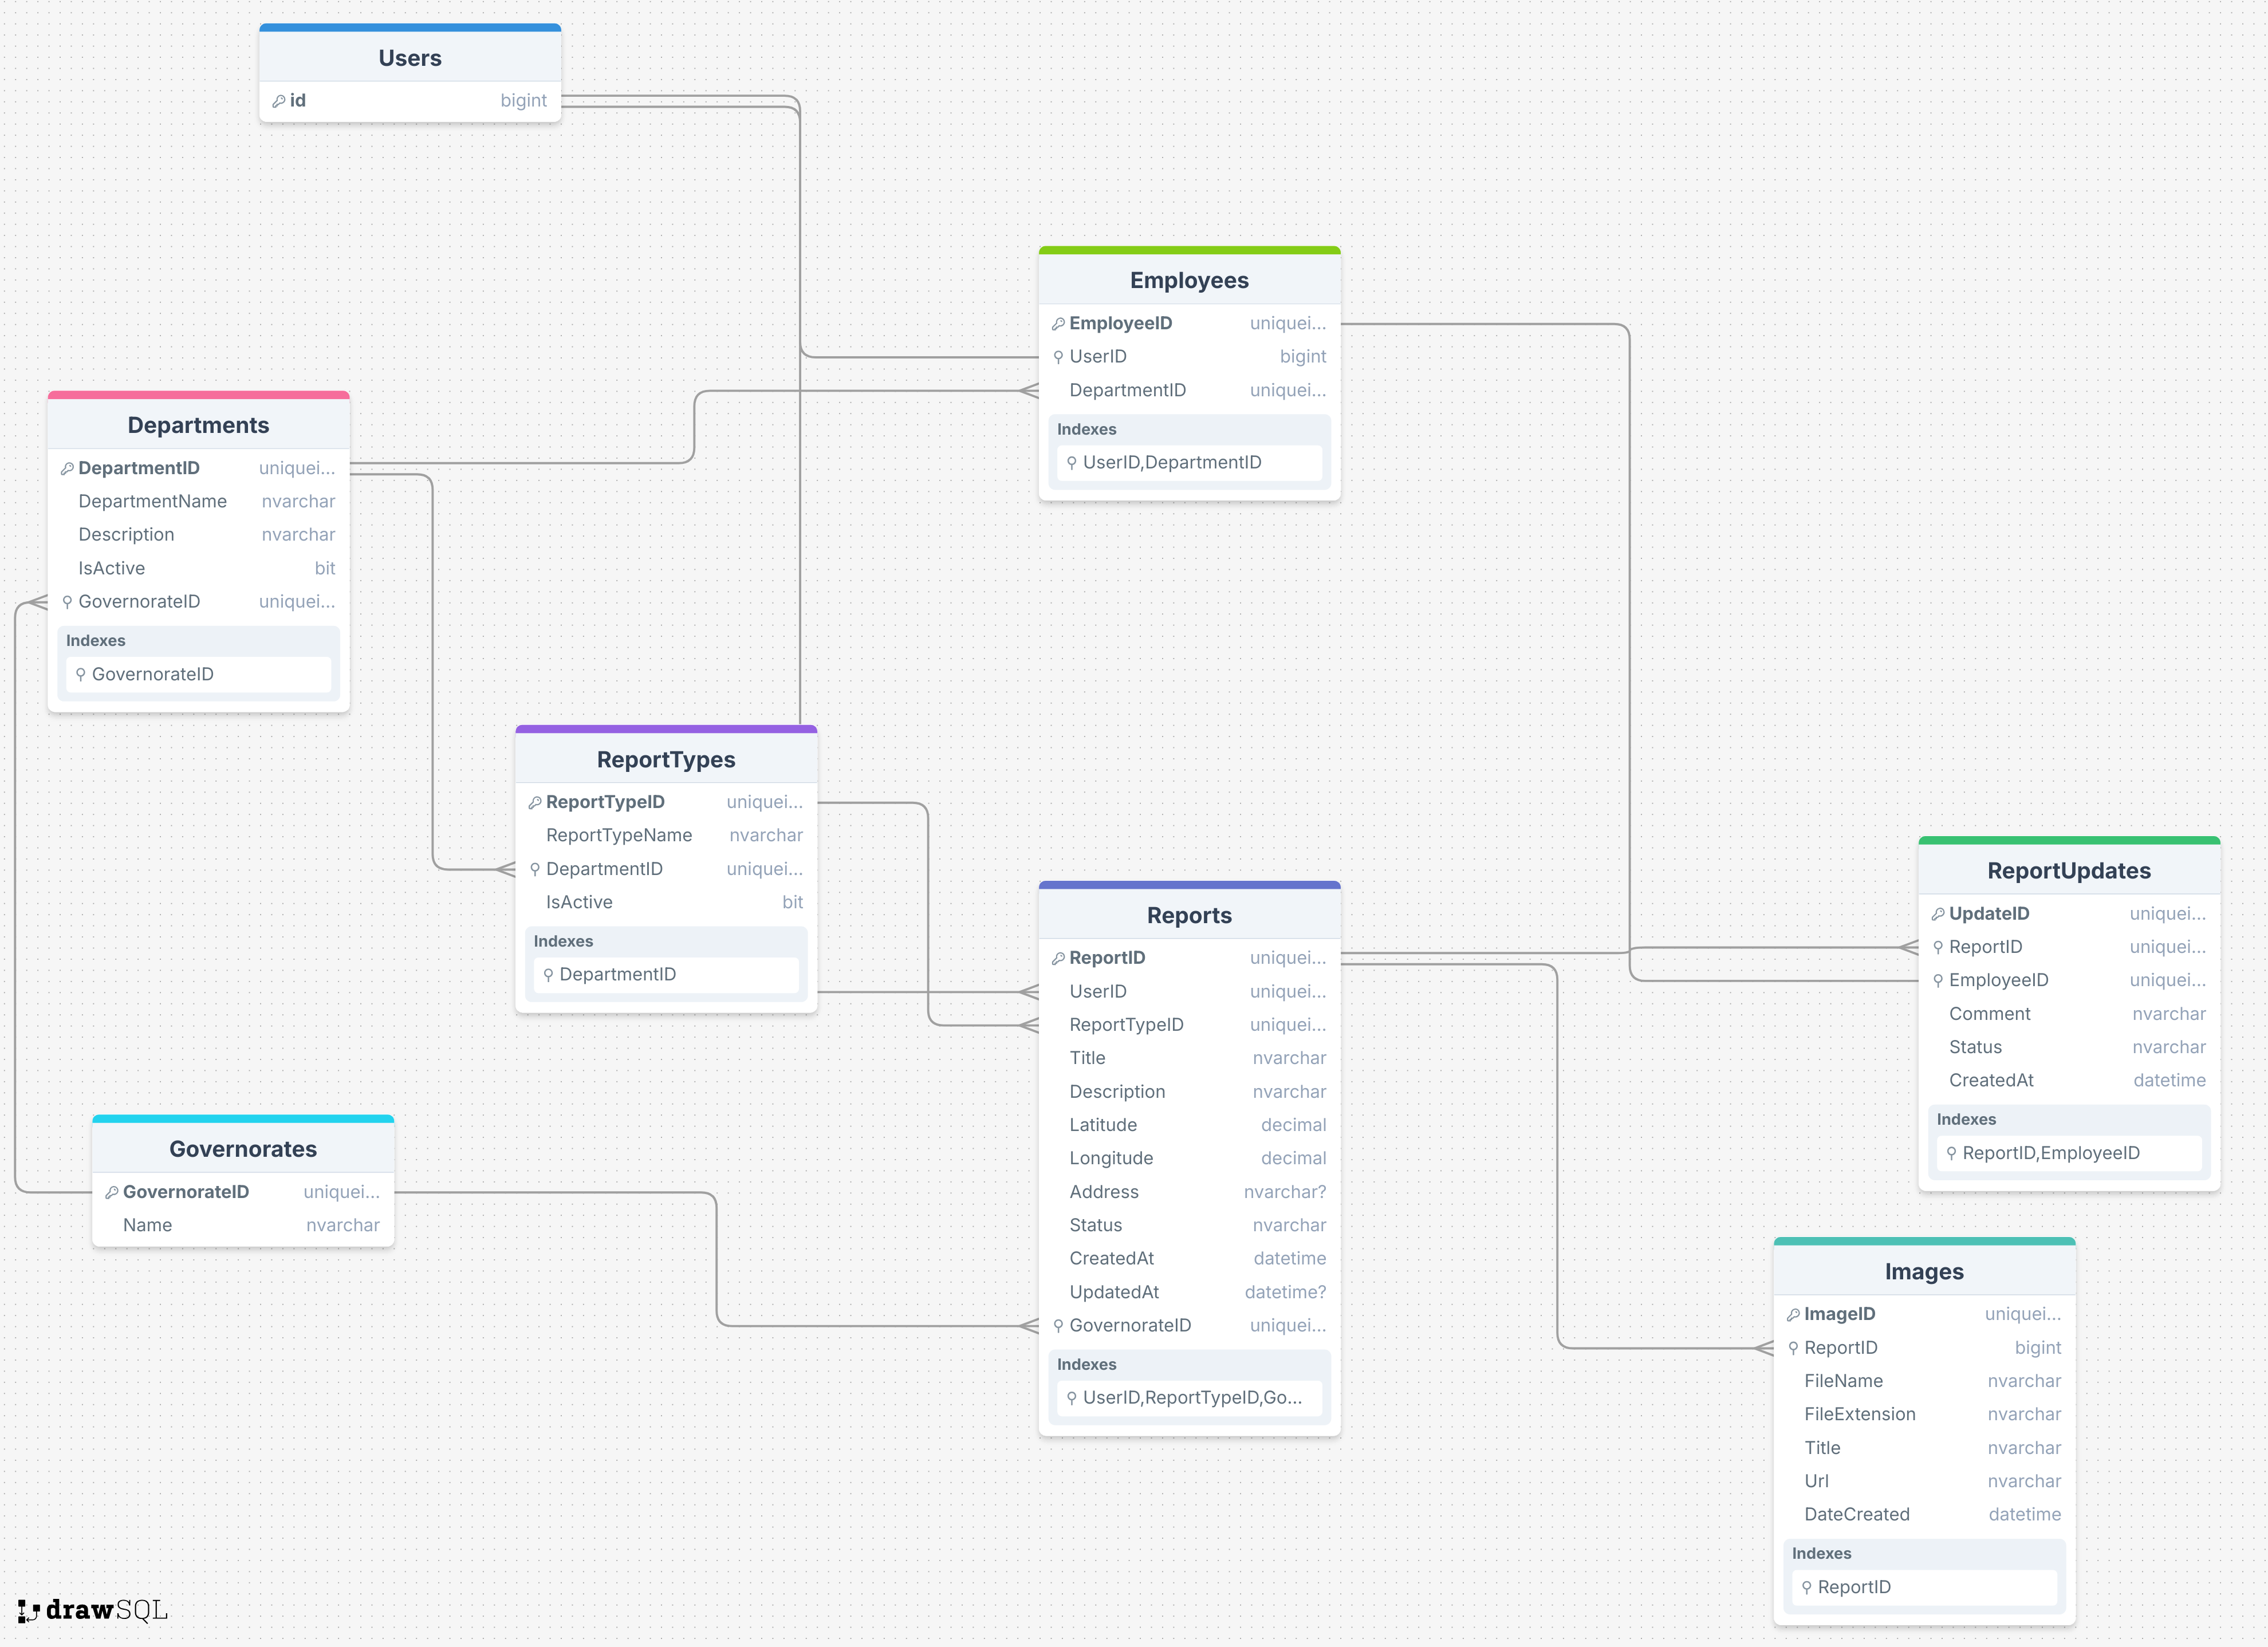 Users
id bigint
Employees
EmployeeID uniquei...
UserID bigint
DepartmentID uniquei...
Indexes
UserID,DepartmentID
Departments
DepartmentID uniquei...
DepartmentName nvarchar
Description nvarchar
IsActive bit
GovernorateID uniquei...
Indexes
GovernorateID
ReportTypes
ReportTypeID uniquei...
ReportTypeName nvarchar
DepartmentID uniquei...
IsActive bit
Indexes
DepartmentID
Reports
ReportID uniquei...
UserID uniquei...
ReportTypeID uniquei...
Title nvarchar
Description nvarchar
Latitude decimal
Longitude decimal
Address nvarchar?
Status nvarchar
CreatedAt datetime
UpdatedAt datetime?
GovernorateID uniquei...
Indexes
UserID,ReportTypeID,Go...
ReportUpdates
UpdateID uniquei...
ReportID uniquei...
EmployeeID uniquei...
Comment nvarchar
Status nvarchar
CreatedAt datetime
Indexes
ReportID,EmployeeID
Governorates
GovernorateID uniquei...
Name nvarchar
Images
ImageID uniquei...
ReportID bigint
FileName nvarchar
FileExtension nvarchar
Title nvarchar
Url nvarchar
DateCreated datetime
Indexes
ReportID
drawSQL